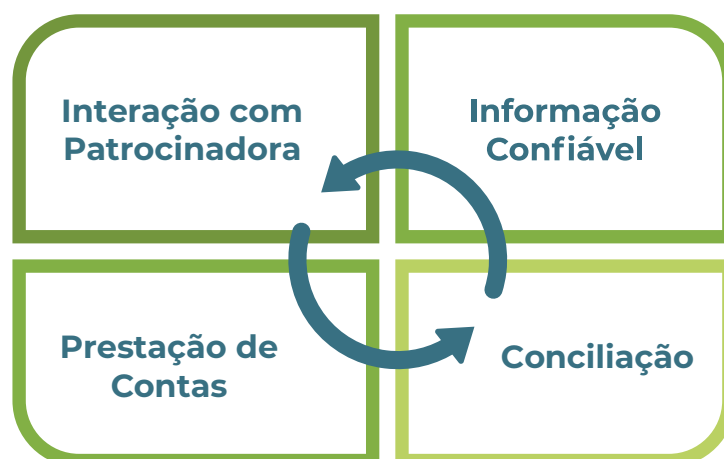 Interação com
Patrocinadora
Informação
Confiável
Prestação de
Contas
Conciliação